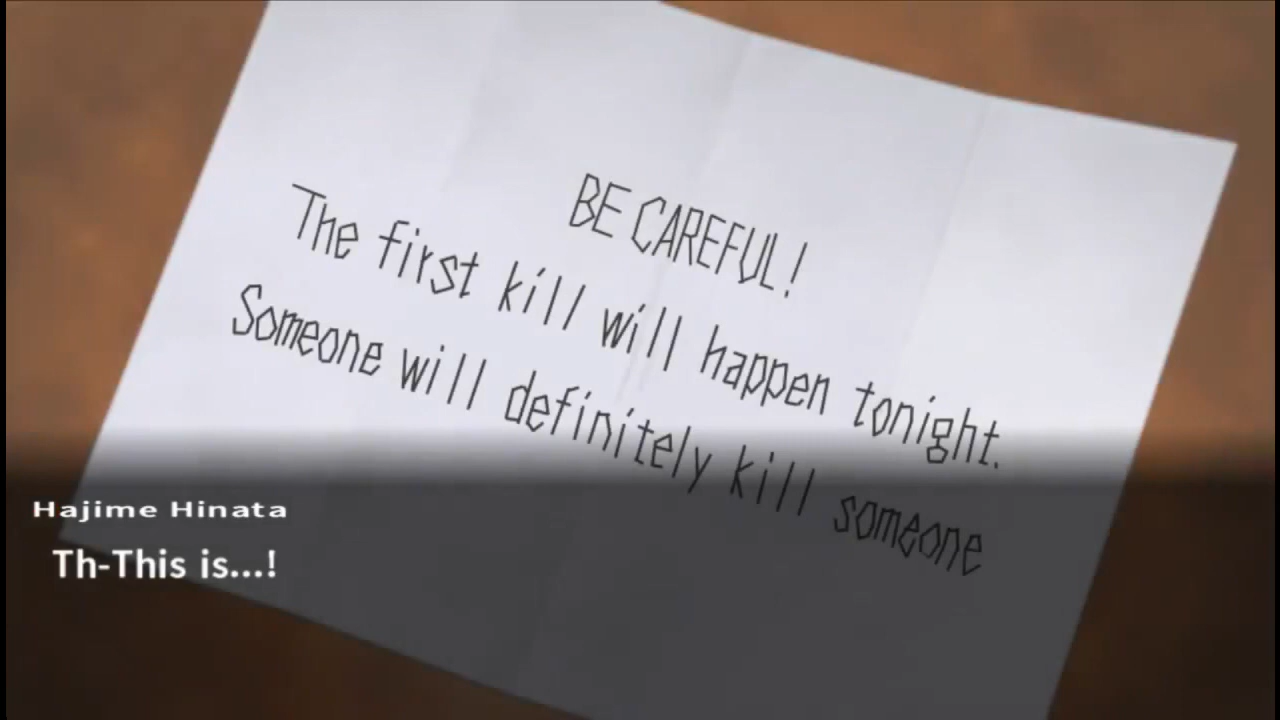 BE CAREFUL!
The first kill will happen tonight.
Someone will definitely kill someone
Hajime Hinata
Th-This is...!